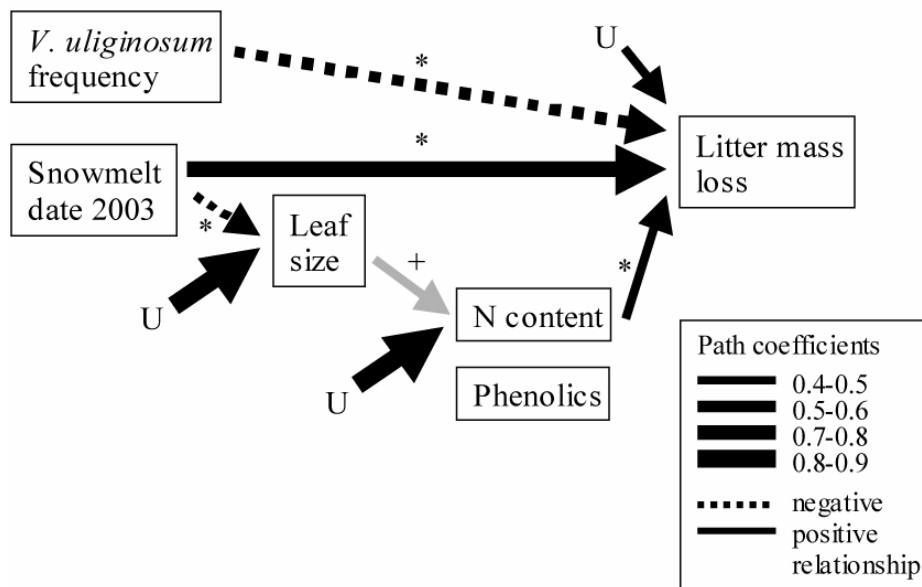 V. uliginosum
frequency
U
*
*
Snowmelt
date 2003
Litter mass
loss
*
Leaf
size
+
*
U
N content
U
Phenolics
Path coefficients
0.4-0.5
0.5-0.6
0.7-0.8
0.8-0.9
negative
positive
relationship